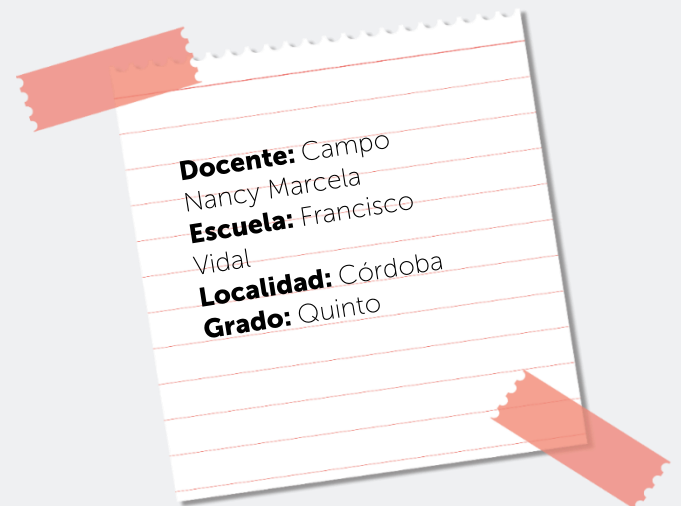 Docente: Campo
Nancy Marcela
Escuela: Francisco
Vidal
Localidad: Córdoba
Grado: Quinto